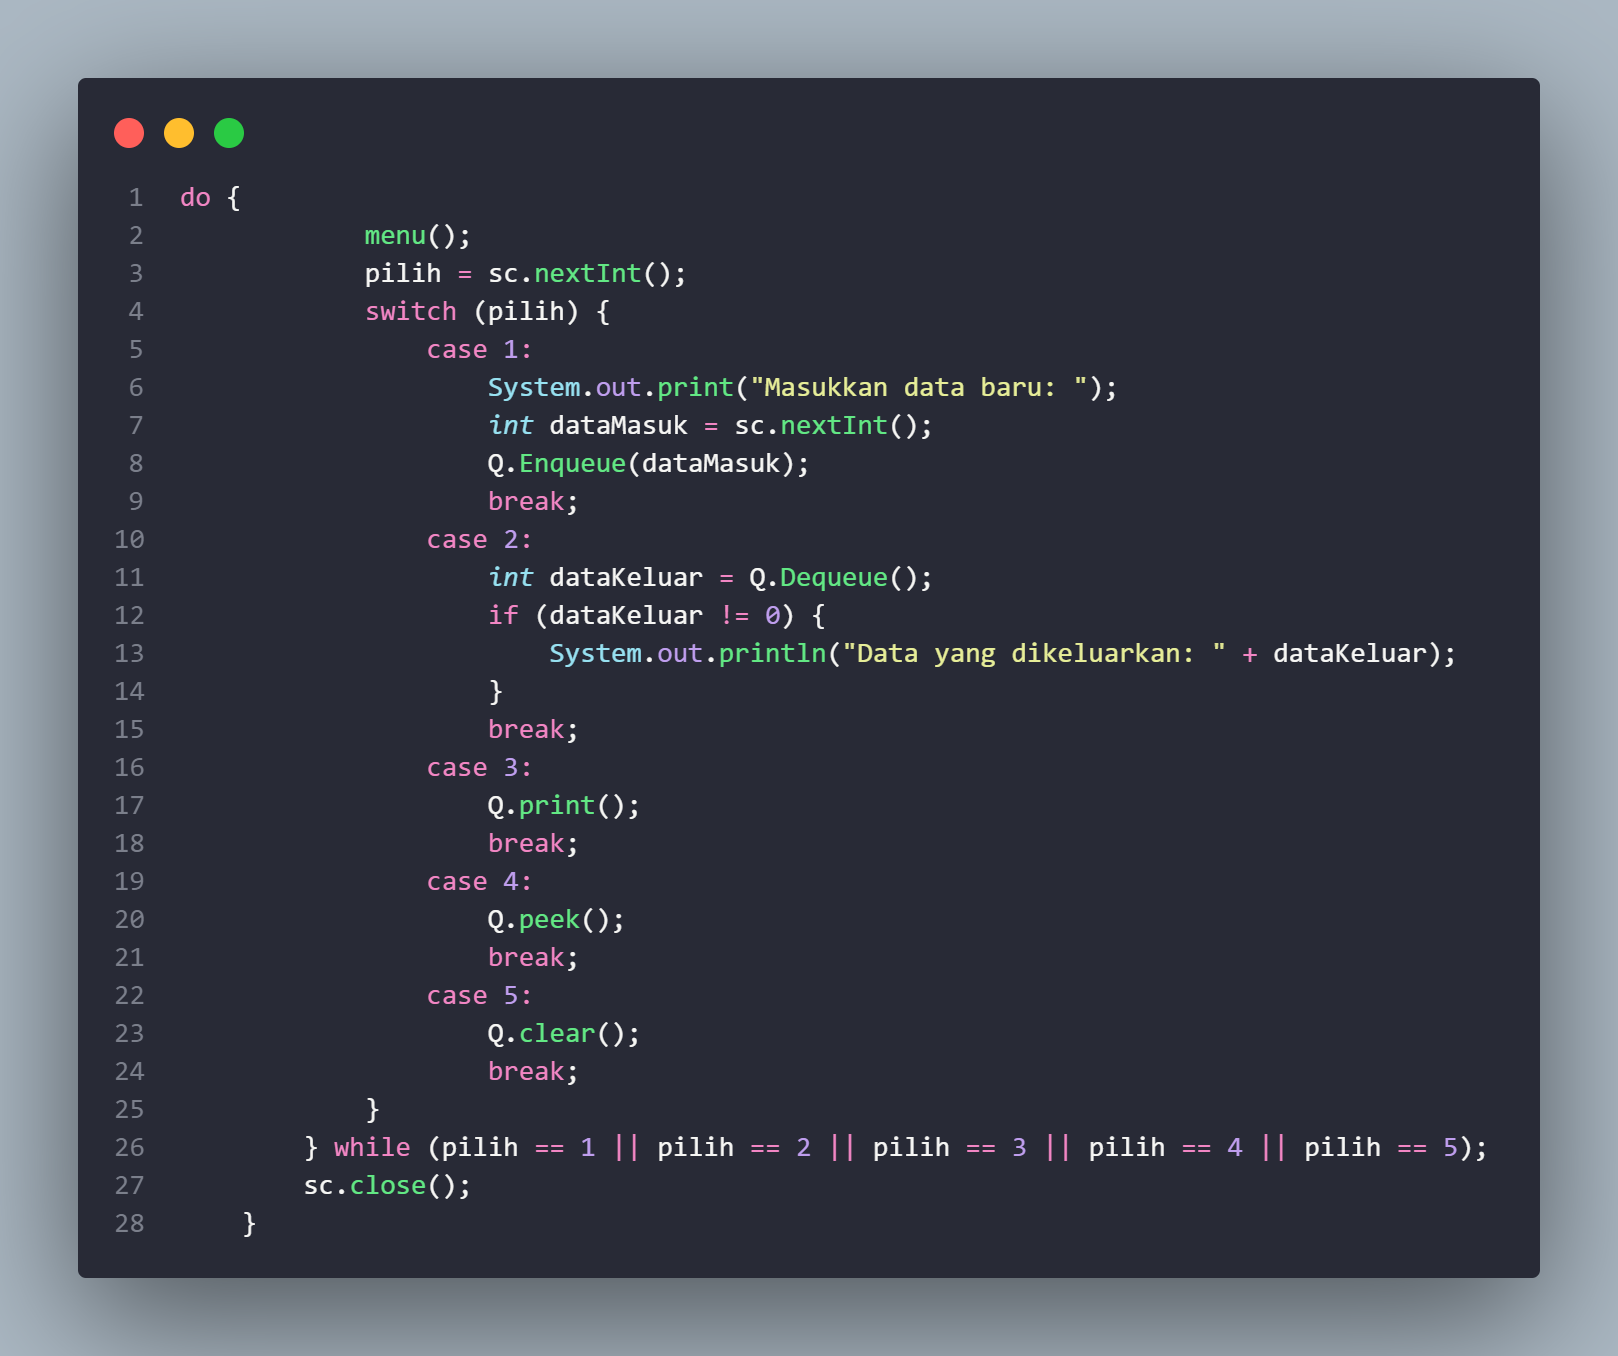 1 do {
2             menu();
3             pilih = sc.nextInt();
4             switch (pilih) {
5                 case 1:
6                     System.out.print("Masukkan data baru: ");
7                     int dataMasuk = sc.nextInt();
8                     Q.Enqueue(dataMasuk);
9                     break;
10                 case 2:
11                     int dataKeluar = Q.Dequeue();
12                     if (dataKeluar != 0) {
13                         System.out.println("Data yang dikeluarkan: " + dataKeluar);
14                     }
15                     break;
16                 case 3:
17                     Q.print();
18                     break;
19                 case 4:
20                     Q.peek();
21                     break;
22                 case 5:
23                     Q.clear();
24                     break;
25             }
26         } while (pilih == 1 || pilih == 2 || pilih == 3 || pilih == 4 || pilih == 5);
27         sc.close();
28     }